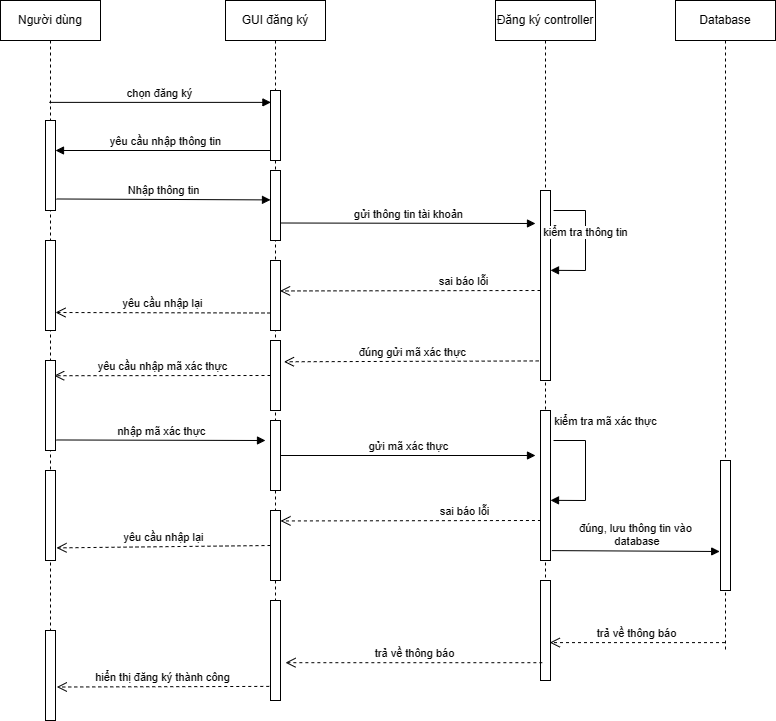 Người dùng
GUI đăng ký
Đăng ký controller
Database
chọn đăng ký
yêu cầu nhập thông tin
Nhập thông tin
gửi thông tin tài khoản
kiểm tra thông tin
sai báo lỗi
yêu cầu nhập lại
đúng gửi mã xác thực
yêu cầu nhập mã xác thực
nhập mã xác thực
gửi mã xác thực
kiểm tra mã xác thực
sai báo lỗi
yêu cầu nhập lại
đúng, lưu thông tin vào
database
trả về thông báo
trả về thông báo
hiển thị đăng ký thành công